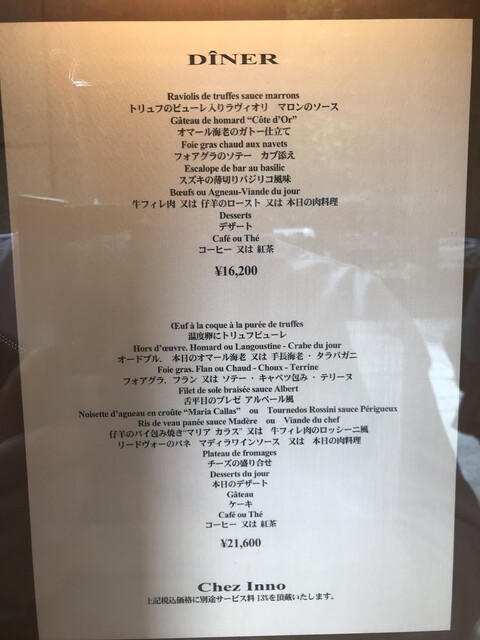 DÎNER
Raviolis de truffes sauce marrons
トリュフのピューレ入りラヴィオリ　マロンのソース
Gâteau de homard "Côte d'Or"
オマール海老のガトー仕立て
Foie gras chaud aux navets
フォアグラのソテー　カブ添え
Escalope de bar au basilic
スズキの薄切りバジリコ風味
Bœufs ou Agneau-Viande du jour
牛フィレ肉 又は 仔羊のロースト 又は 本日の肉料理
Desserts
デザート
Café ou Thé
コーヒー 又は 紅茶
¥16,200
Œuf à la coque à la purée de truffes
温度卵にトリュフピューレ
Hors d'œuvre. Homard ou Langoustine - Crabe du jour
オードブル.　本日のオマール海老 又は 手長海老・タラバガニ
Foie gras. Flan ou Chaud - Choux - Terrine
フォアグラ.　フラン 又は ソテー・キャベツ包み・テリーヌ
Filet de sole braisée sauce Albert
舌平目のブレゼ アルベール風
Noisette d'agneau en croûte "Maria Callas"　ou　Tournedos Rossini sauce Périgueux
Ris de veau panée sauce Madère　ou　Viande du chef
仔羊のパイ包み焼き"マリア カラス" 又は　牛フィレ肉のロッシーニ風
リードヴォーのパネ　マディラワインソース　又は　本日の肉料理
Plateau de fromages
チーズの盛り合せ
Desserts du jour
本日のデザート
Gâteau
ケーキ
Café ou Thé
コーヒー 又は 紅茶
¥21,600
Chez Inno
上記税込価格に別途サービス料13%を頂戴いたします。